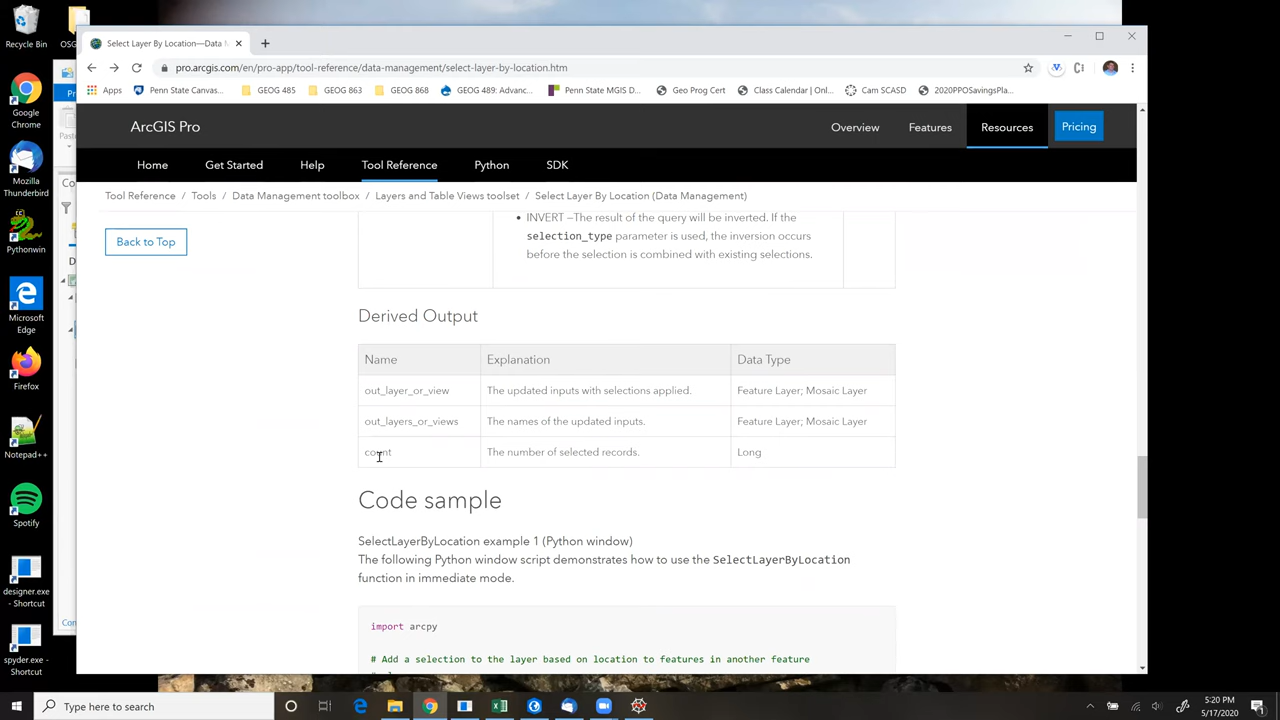 Recycle Bin
OSG
Google Chrome
Mozilla Thunderbird
Pythonwin
Microsoft Edge
Firefox
Notepad++
Spotify
designer.exe - Shortcut
spyder.exe - Shortcut
Select Layer By Location—Data M
pro.arcgis.com/en/pro-app/tool-reference/data-management/select-layer-by-location.htm
Apps
Penn State Canvas...
GEOG 485
GEOG 863
GEOG 868
GEOG 489: Advanc...
Penn State MGIS D...
Geo Prog Cert
Class Calendar | Onl...
Cam SCASD
2020PPOSavingsPla...
ArcGIS Pro
Overview
Features
Resources
Pricing
Home
Get Started
Help
Tool Reference
Python
SDK
Tool Reference / Tools / Data Management toolbox / Layers and Table Views toolset / Select Layer By Location (Data Management)
Back to Top
• INVERT —The result of the query will be inverted. If the
selection_type parameter is used, the inversion occurs
before the selection is combined with existing selections.
Derived Output
Name Explanation Data Type
out_layer_or_view The updated inputs with selections applied. Feature Layer; Mosaic Layer
out_layers_or_views The names of the updated inputs. Feature Layer; Mosaic Layer
count The number of selected records. Long
Code sample
SelectLayerByLocation example 1 (Python window)
The following Python window script demonstrates how to use the SelectLayerByLocation
function in immediate mode.
import arcpy
# Add a selection to the layer based on location to features in another feature
Type here to search
5:20 PM
5/17/2020